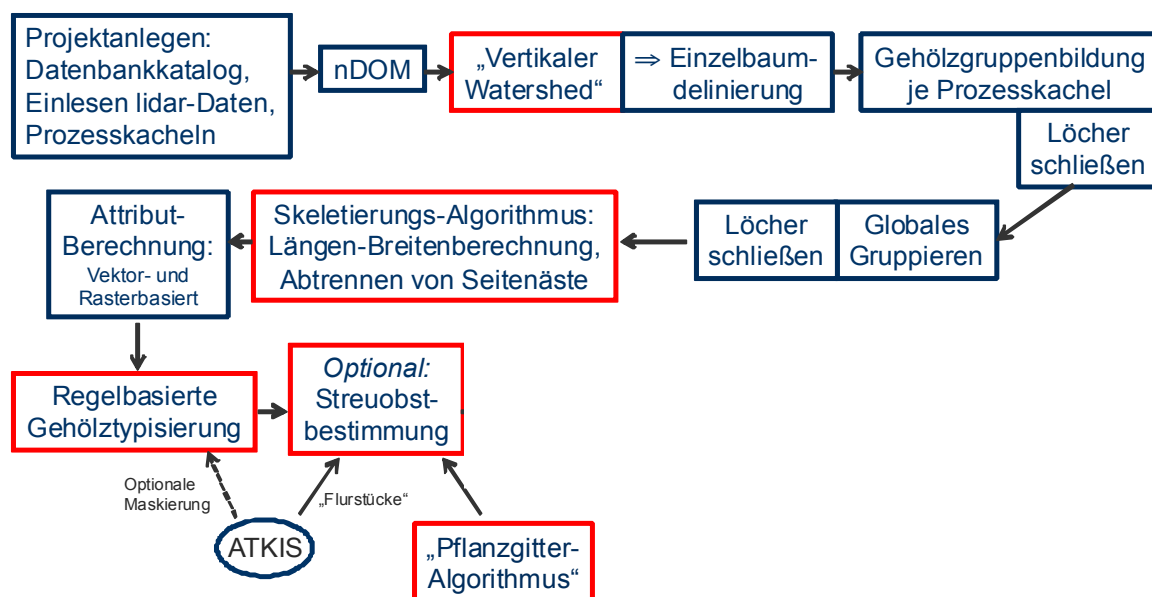 Projektanlegen:
Datenbankkatalog,
Einlesen lidar-Daten,
Prozesskacheln
nDOM
„Vertikaler
Watershed“
⇒ Einzelbaum-
delinierung
Gehölzgruppenbildung
je Prozesskachel
Löcher
schließen
Globales
Gruppieren
Löcher
schließen
Skeletierungs-Algorithmus:
Längen-Breitenberechnung,
Abtrennen von Seitenäste
Attribut-
Berechnung:
Vektor- und
Rasterbasiert
Regelbasierte
Gehölztypisierung
Optional:
Streuobst-
bestimmung
Optionale
Maskierung
„Flurstücke“
ATKIS
„Pflanzgitter-
Algorithmus“